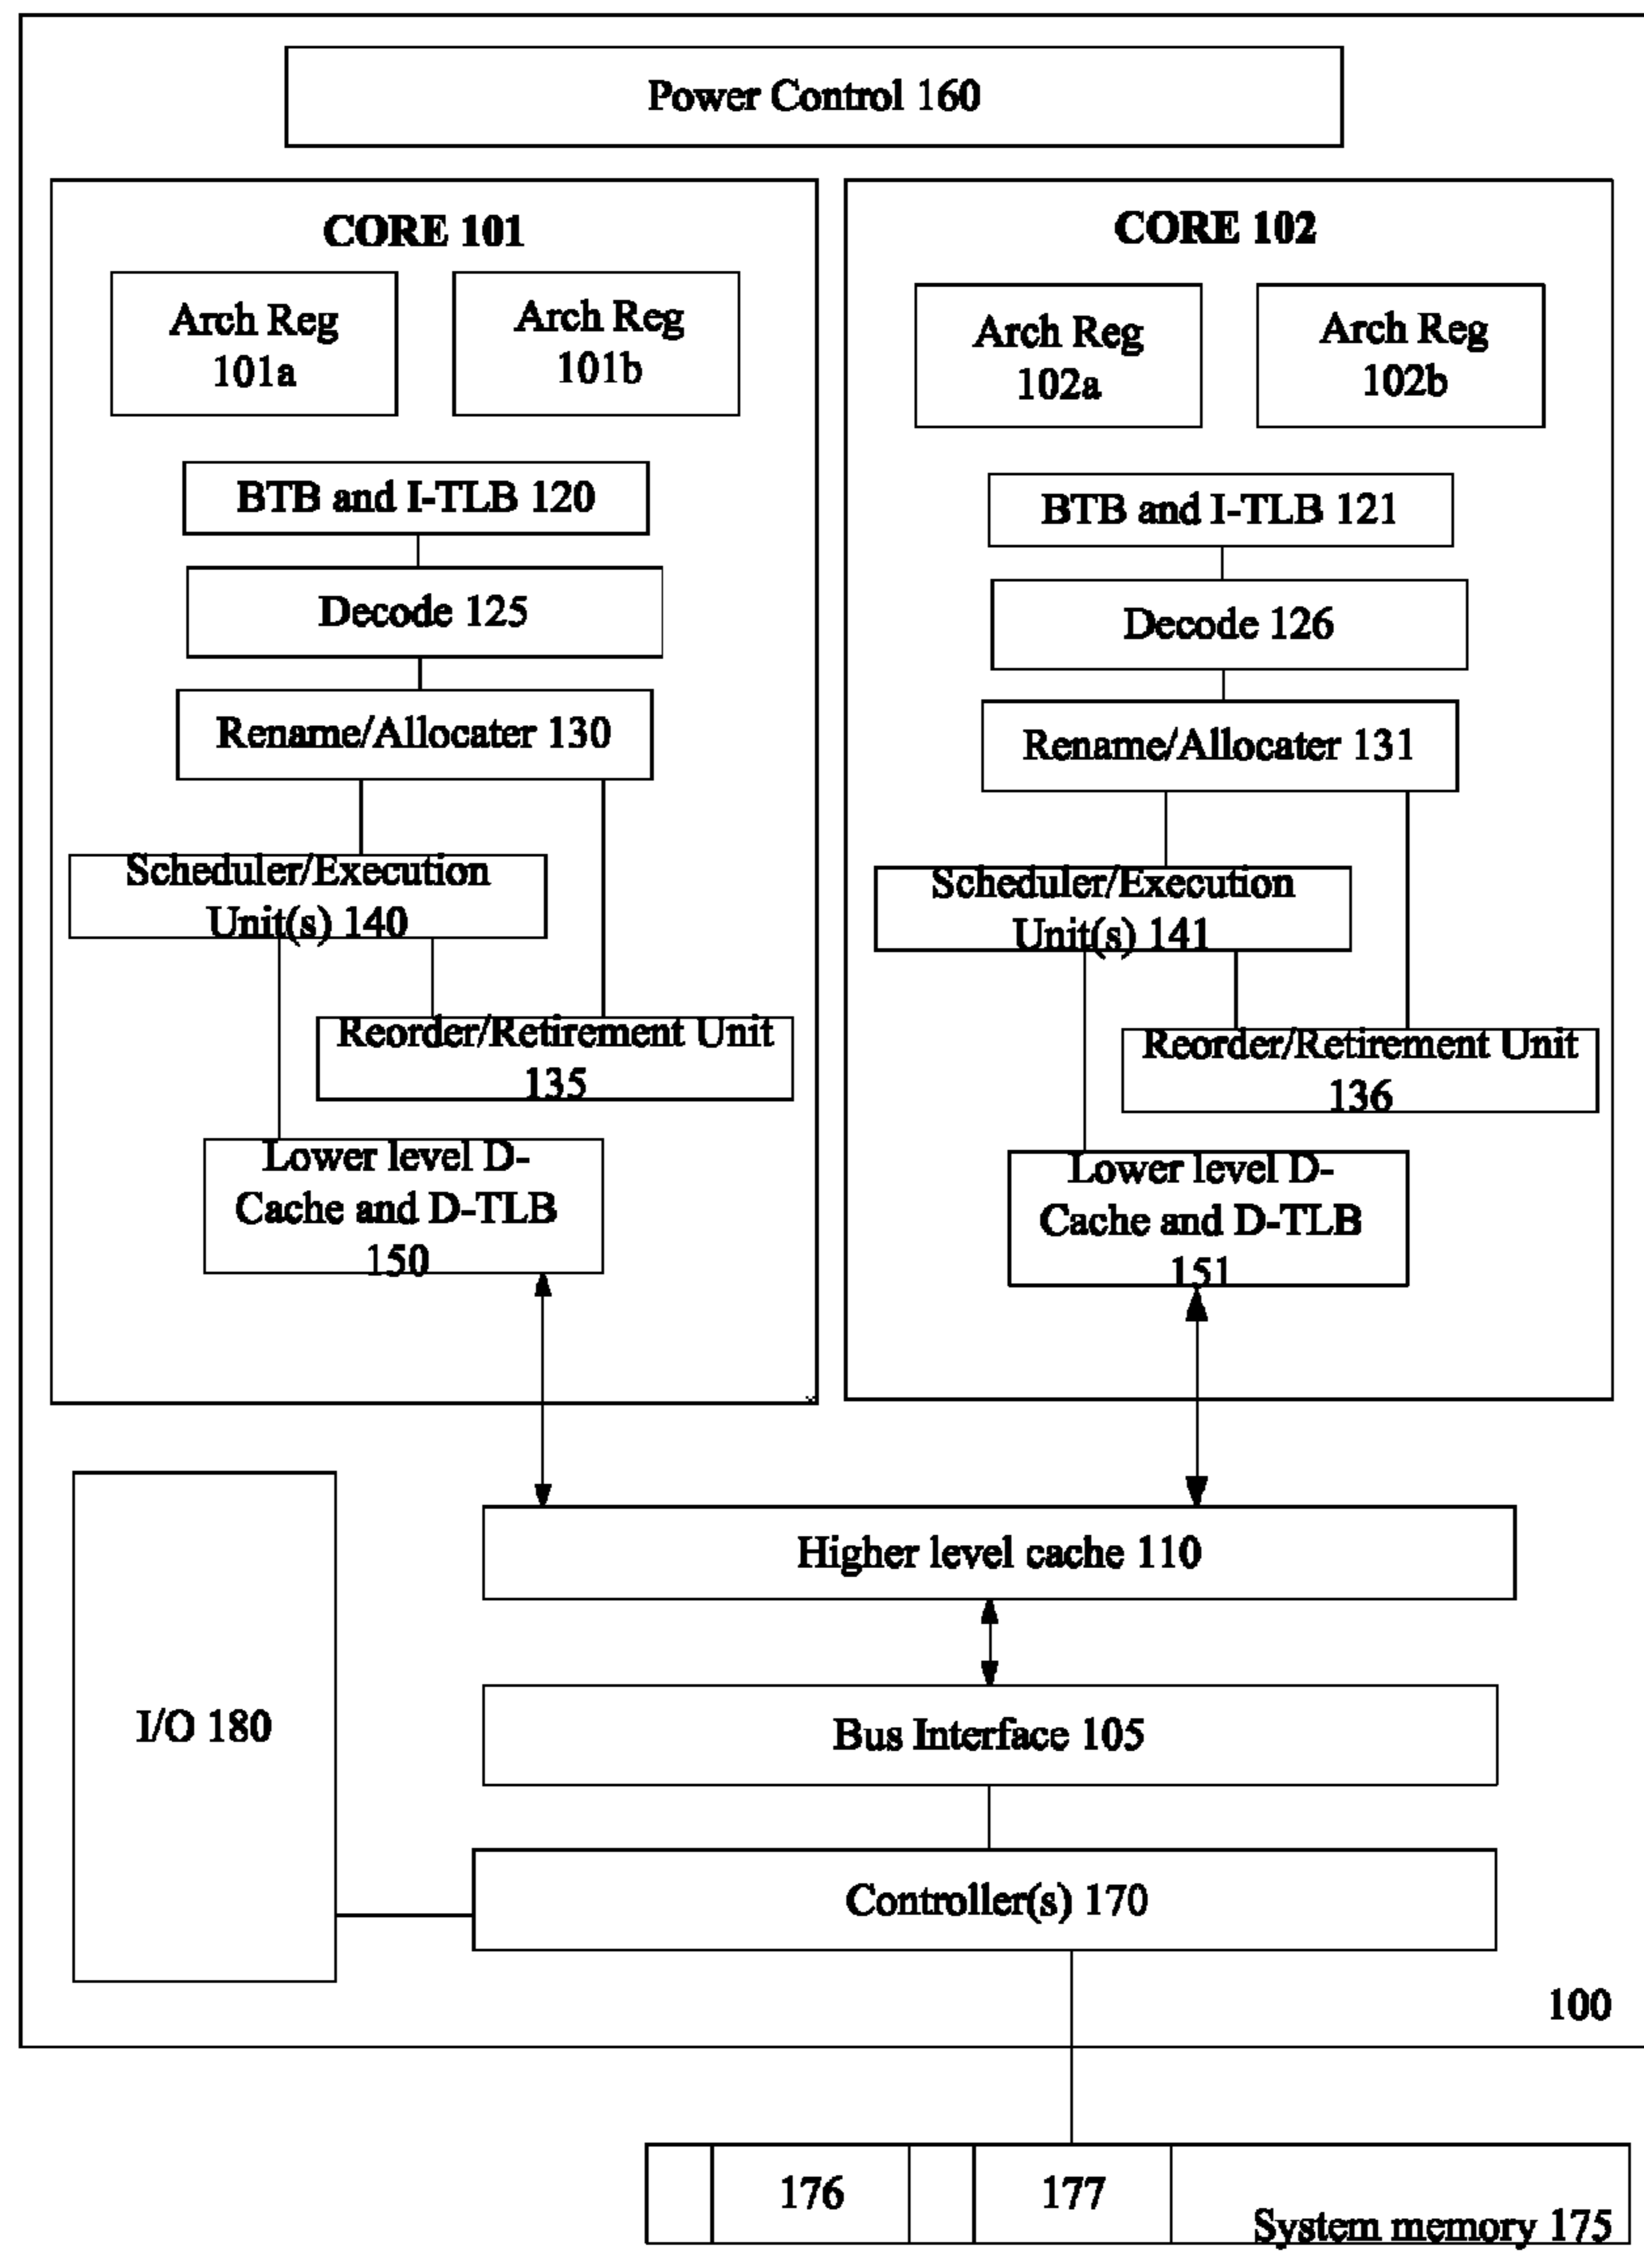 Power Control 160
CORE 101
Arch Reg
101a
Arch Reg
101b
BTB and I-TLB 120
Decode 125
Rename/Allocater 130
Scheduler/Execution
Unit(s) 140
Reorder/Retirement Unit
135
Lower level D-
Cache and D-TLB
150
CORE 102
Arch Reg
102a
Arch Reg
102b
BTB and I-TLB 121
Decode 126
Rename/Allocater 131
Scheduler/Execution
Unit(s) 141
Reorder/Retirement Unit
136
Lower level D-
Cache and D-TLB
151
Higher level cache 110
I/O 180
Bus Interface 105
Controller(s) 170
100
176
177
System memory 175